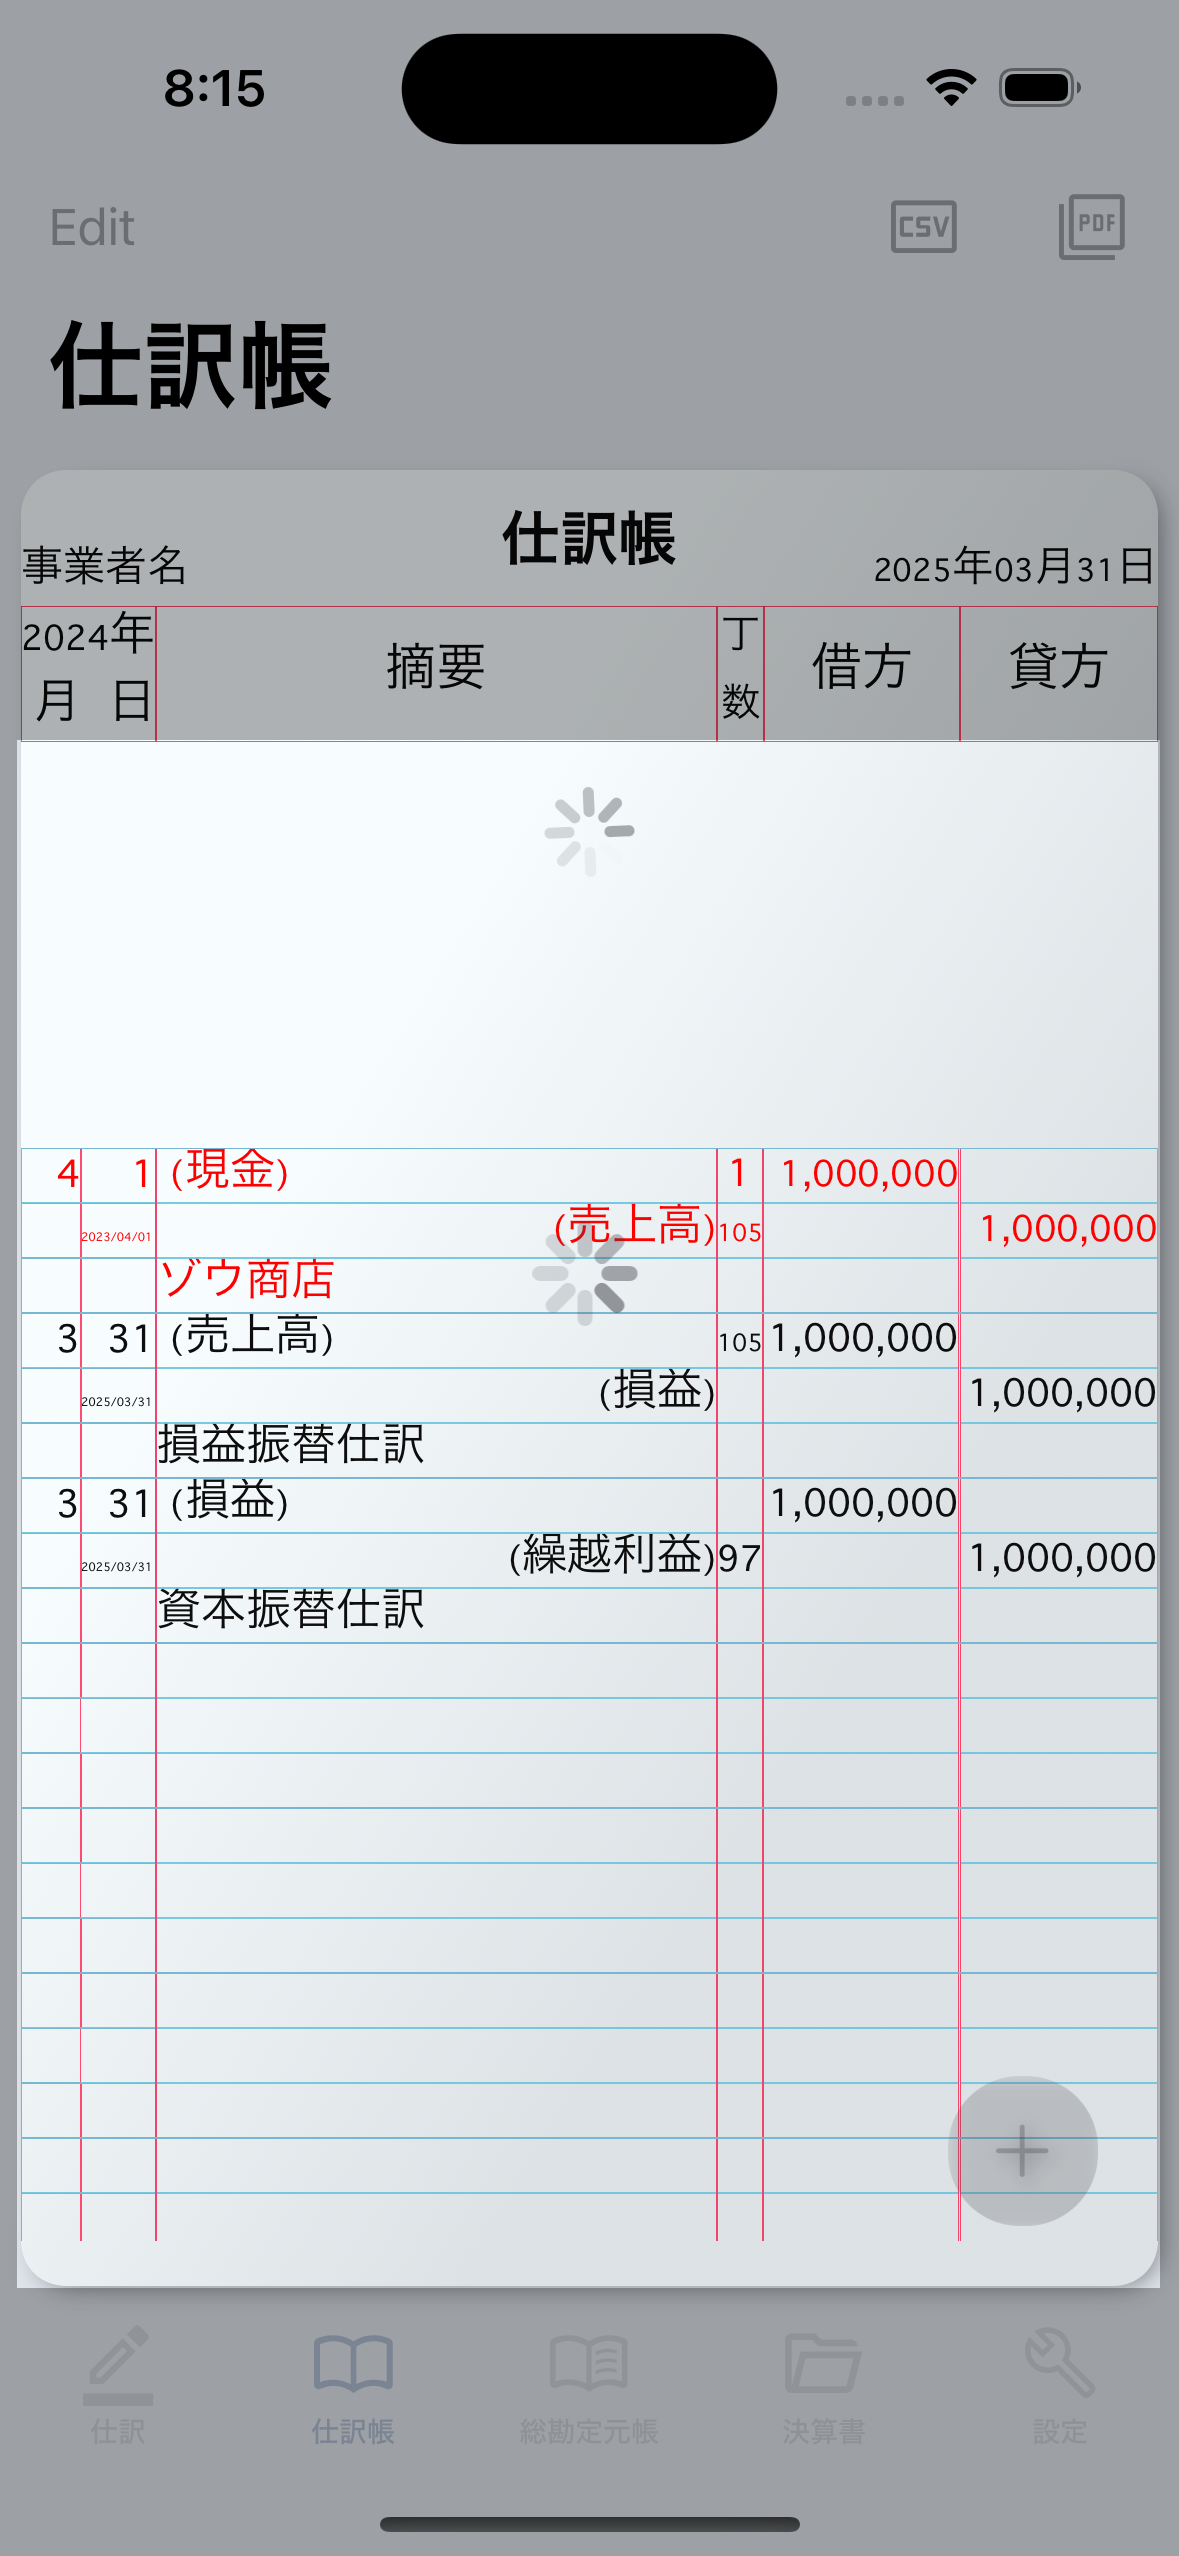 8:15
Edit
CSV
PDF
仕訳帳
仕訳帳
事業者名
2025年03月31日
2024年
月 日
摘要
丁数
借方
貸方
4 1 (現金) 1 1,000,000
2023/04/01 (売上高) 105 1,000,000
ゾウ商店
3 31 (売上高) 105 1,000,000
2025/03/31 (損益) 1,000,000
損益振替仕訳
3 31 (損益) 1,000,000
2025/03/31 (繰越利益) 97 1,000,000
資本振替仕訳
仕訳 仕訳帳 総勘定元帳 決算書 設定